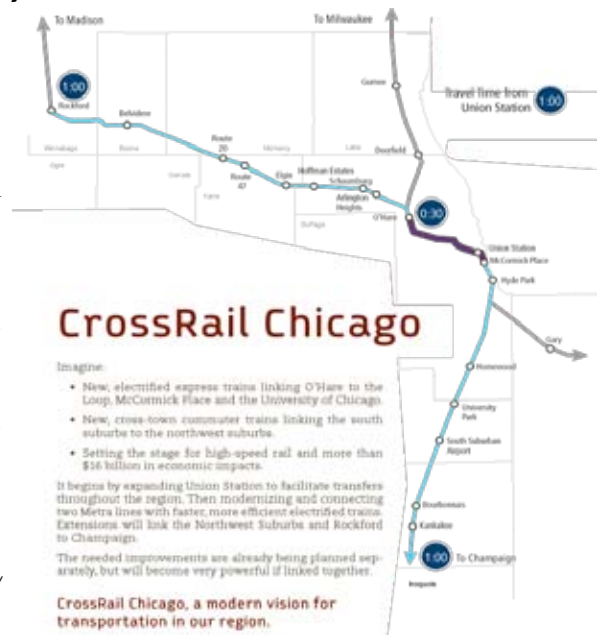 To Madison
To Milwaukee
1:00
Rockford
Belvidere
Gurnee
Travel Time from
Union Station
1:00
Winnebago
Boone
McHenry
Lake
Route
20
Deerfield
Ogle
DeKalb
Kane
Route
47
Elgin
Hoffman Estates
Schaumburg
Arlington
Heights
DuPage
O'Hare
0:30
Union Station
McCormick Place
Hyde Park
CrossRail Chicago
Gary
Imagine:
• New, electrified express trains linking O'Hare to the
Loop, McCormick Place and the University of Chicago.
• New, cross-town commuter trains linking the south
suburbs to the northwest suburbs.
• Setting the stage for high-speed rail and more than
$16 billion in economic impacts.
Homewood
University
Park
South Suburban
Airport
It begins by expanding Union Station to facilitate transfers
throughout the region. Then modernizing and connecting
two Metra lines with faster, more efficient electrified trains.
Extensions will link the Northwest Suburbs and Rockford
to Champaign.
Bourbonnais
Kankakee
The needed improvements are already being planned sep-
arately, but will become very powerful if linked together.
1:00
To Champaign
Iroquois
CrossRail Chicago, a modern vision for
transportation in our region.